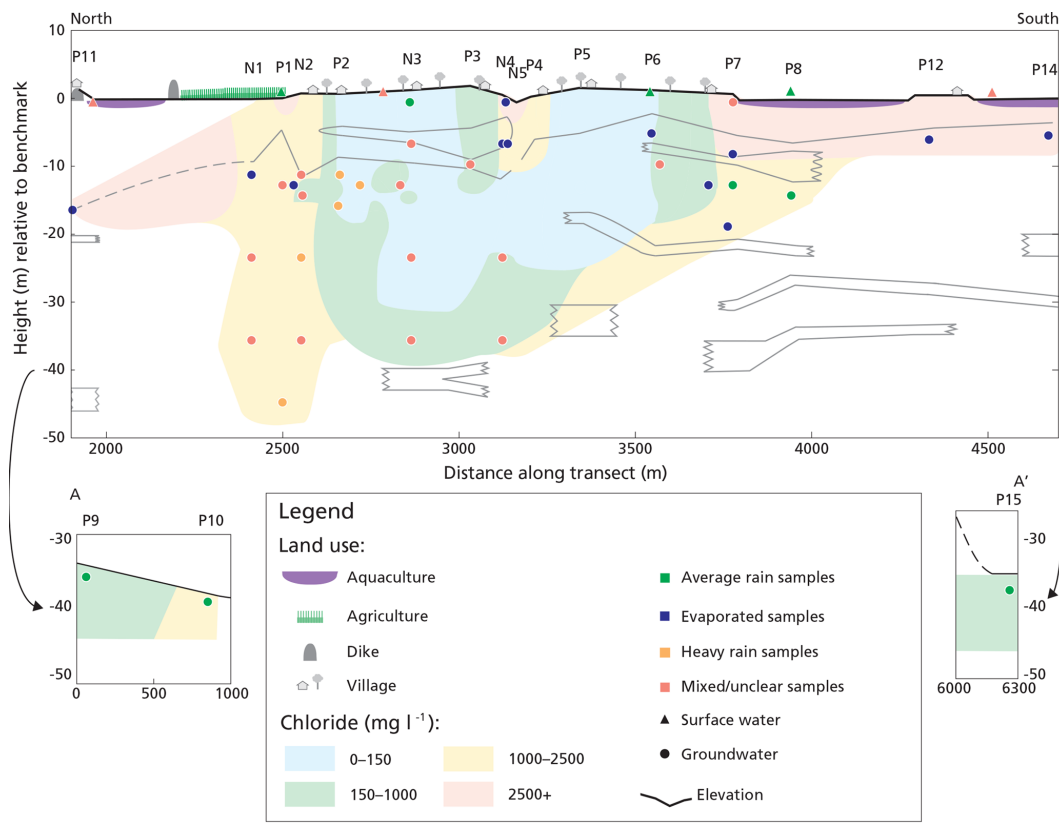 North South
P11 N1 P1 N2 P2 N3 P3 N4 N5 P4 P5 P6 P7 P8 P12 P14
10
0
-10
-20
-30
-40
-50
Height (m) relative to benchmark
2000 2500 3000 3500 4000 4500
Distance along transect (m)
A
P9 P10
-30
-40
-50
0 500 1000
Legend
Land use:
Aquaculture
Agriculture
Dike
Village
Average rain samples
Evaporated samples
Heavy rain samples
Mixed/unclear samples
Surface water
Groundwater
Elevation
Chloride (mg l⁻¹):
0–150
150–1000
1000–2500
2500+
A'
P15
-30
-40
-50
6000 6300